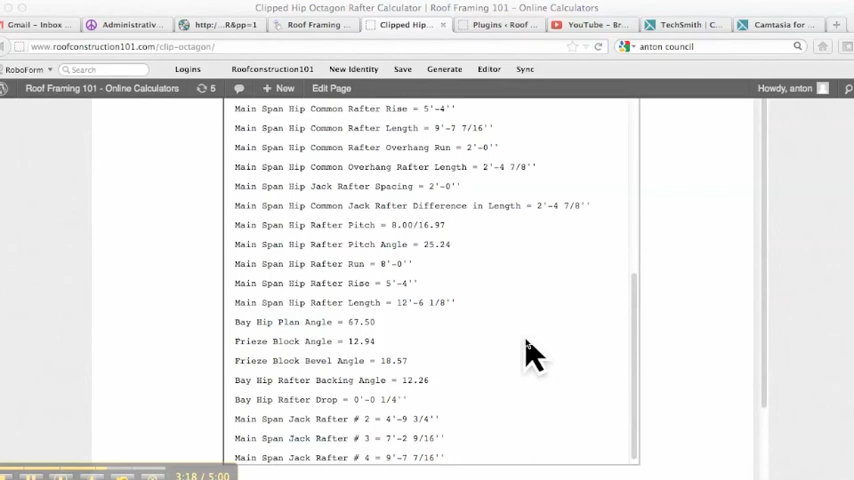 Clipped Hip Octagon Rafter Calculator | Roof Framing 101 - Online Calculators
Gmail – Inbox ... Administrativ... http:/...R&pp=1 Roof Framing ... Clipped Hip... × Plugins ‹ Roof ... YouTube – Br... TechSmith | C... Camtasia for ... +
www.roofconstruction101.com/clip-octagon/ anton council
RoboForm Search Logins Roofconstruction101 New Identity Save Generate Editor Sync
Roof Framing 101 - Online Calculators 5 + New Edit Page Howdy, anton
Main Span Hip Common Rafter Rise = 5'-4''
Main Span Hip Common Rafter Length = 9'-7 7/16''
Main Span Hip Common Rafter Overhang Run = 2'-0''
Main Span Hip Common Overhang Rafter Length = 2'-4 7/8''
Main Span Hip Jack Rafter Spacing = 2'-0''
Main Span Hip Common Jack Rafter Difference in Length = 2'-4 7/8''
Main Span Hip Rafter Pitch = 8.00/16.97
Main Span Hip Rafter Pitch Angle = 25.24
Main Span Hip Rafter Run = 8'-0''
Main Span Hip Rafter Rise = 5'-4''
Main Span Hip Rafter Length = 12'-6 1/8''
Bay Hip Plan Angle = 67.50
Frieze Block Angle = 12.94
Frieze Block Bevel Angle = 18.57
Bay Hip Rafter Backing Angle = 12.26
Bay Hip Rafter Drop = 0'-0 1/4''
Main Span Jack Rafter # 2 = 4'-9 3/4''
Main Span Jack Rafter # 3 = 7'-2 9/16''
Main Span Jack Rafter # 4 = 9'-7 7/16''
3:18 / 5:00